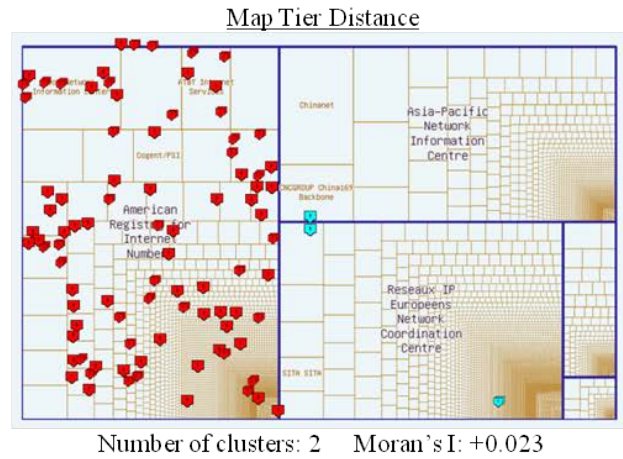 Map Tier Distance
Information
AT&T Internet
Services
Chinanet
Asia-Pacific
Network
Information
Centre
Cogent/PSI
CNCGROUP China169
Backbone
American
Registry for
Internet
Numbers
Reseaux IP
Europeens
Network
Coordination
Centre
SITA SITA
Number of clusters: 2 Moran's I: +0.023